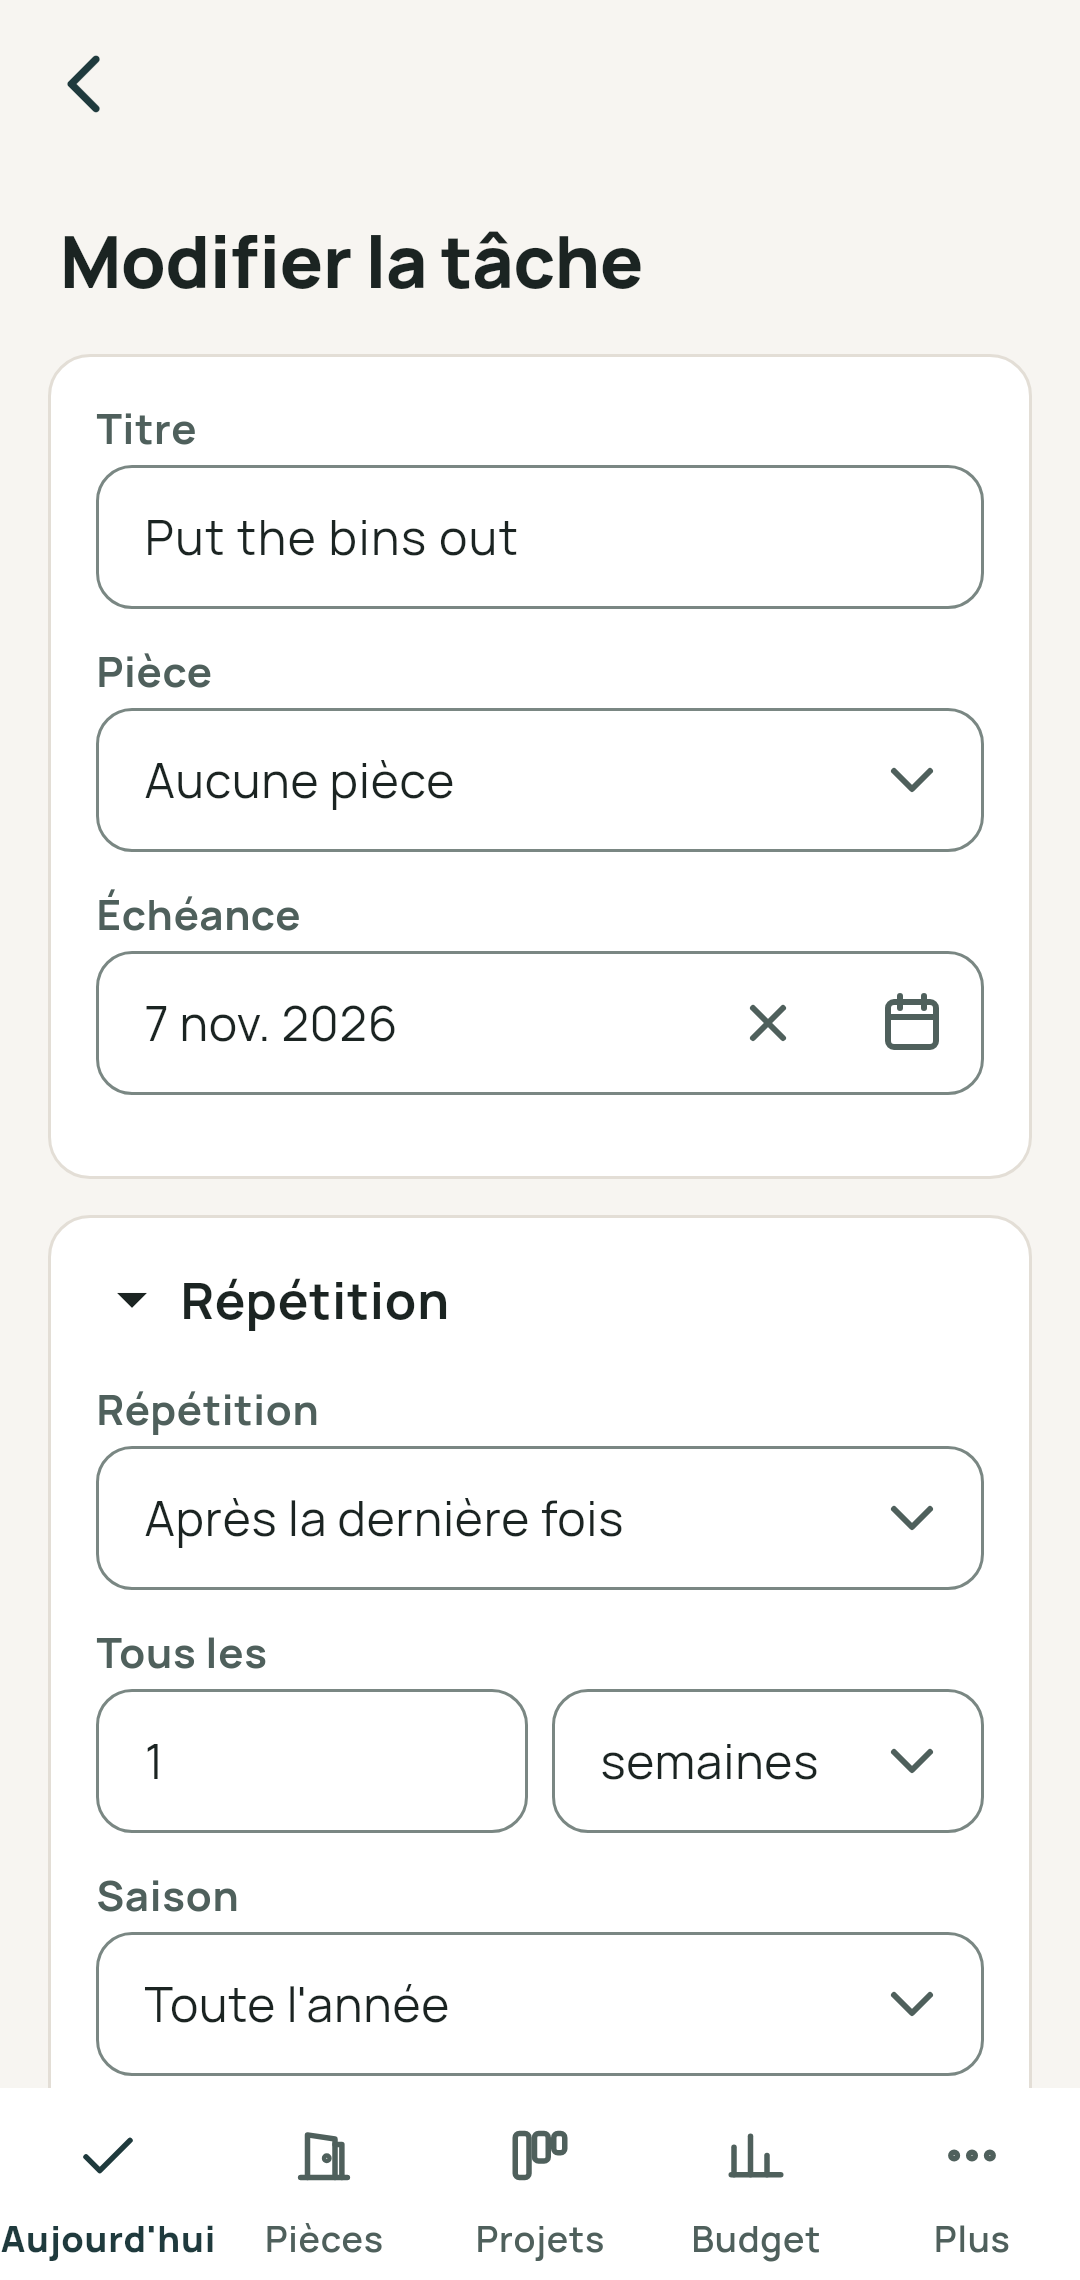 Modifier la tâche
Titre
Put the bins out
Pièce
Aucune pièce
Échéance
7 nov. 2026
Répétition
Répétition
Après la dernière fois
Tous les
1
semaines
Saison
Toute l'année
Aujourd'hui
Pièces
Projets
Budget
Plus